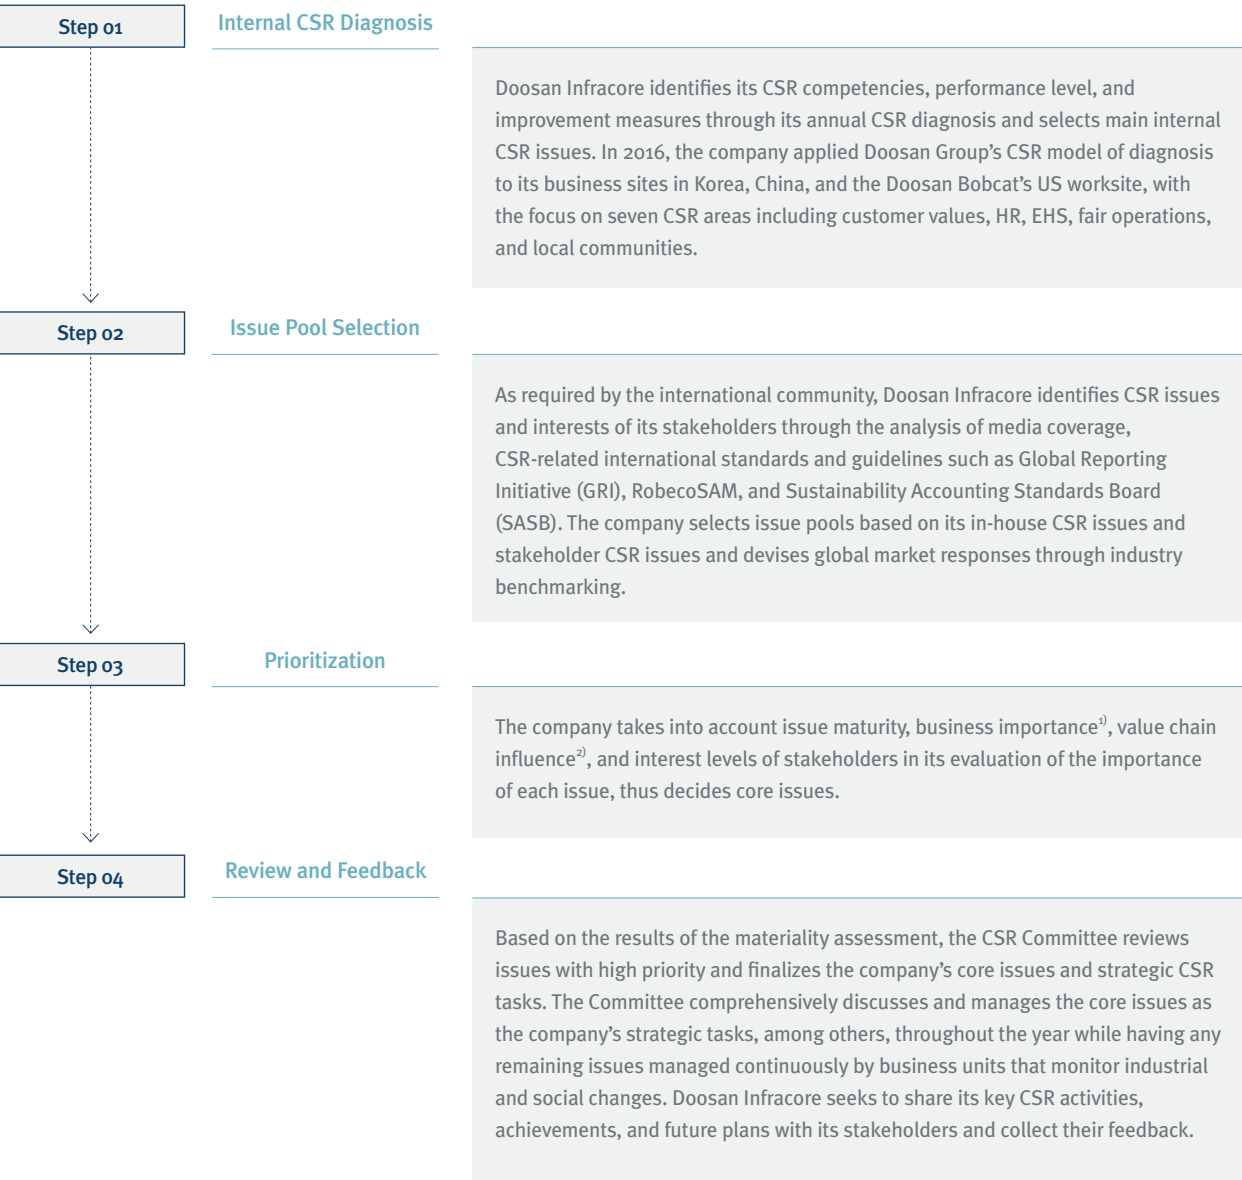 Step 01
Internal CSR Diagnosis
Doosan Infracore identifies its CSR competencies, performance level, and
improvement measures through its annual CSR diagnosis and selects main internal
CSR issues. In 2016, the company applied Doosan Group’s CSR model of diagnosis
to its business sites in Korea, China, and the Doosan Bobcat’s US worksite, with
the focus on seven CSR areas including customer values, HR, EHS, fair operations,
and local communities.
Step 02
Issue Pool Selection
As required by the international community, Doosan Infracore identifies CSR issues
and interests of its stakeholders through the analysis of media coverage,
CSR-related international standards and guidelines such as Global Reporting
Initiative (GRI), RobecoSAM, and Sustainability Accounting Standards Board
(SASB). The company selects issue pools based on its in-house CSR issues and
stakeholder CSR issues and devises global market responses through industry
benchmarking.
Step 03
Prioritization
The company takes into account issue maturity, business importance1), value chain
influence2), and interest levels of stakeholders in its evaluation of the importance
of each issue, thus decides core issues.
Step 04
Review and Feedback
Based on the results of the materiality assessment, the CSR Committee reviews
issues with high priority and finalizes the company’s core issues and strategic CSR
tasks. The Committee comprehensively discusses and manages the core issues as
the company’s strategic tasks, among others, throughout the year while having any
remaining issues managed continuously by business units that monitor industrial
and social changes. Doosan Infracore seeks to share its key CSR activities,
achievements, and future plans with its stakeholders and collect their feedback.